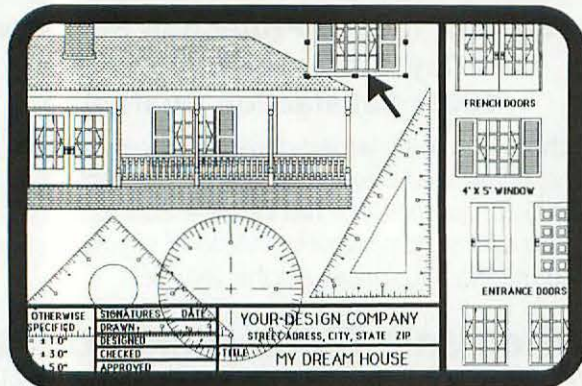 FRENCH DOORS
4' X 5' WINDOW
ENTRANCE DOORS
OTHERWISE
SPECIFIED
± 1 0"
± 3 0"
± 5 0"
SIGNATURES DATE
DRAWN
DESIGNED
CHECKED
APPROVED
YOUR DESIGN COMPANY
STREET ADRESS, CITY, STATE ZIP
TITLE
MY DREAM HOUSE